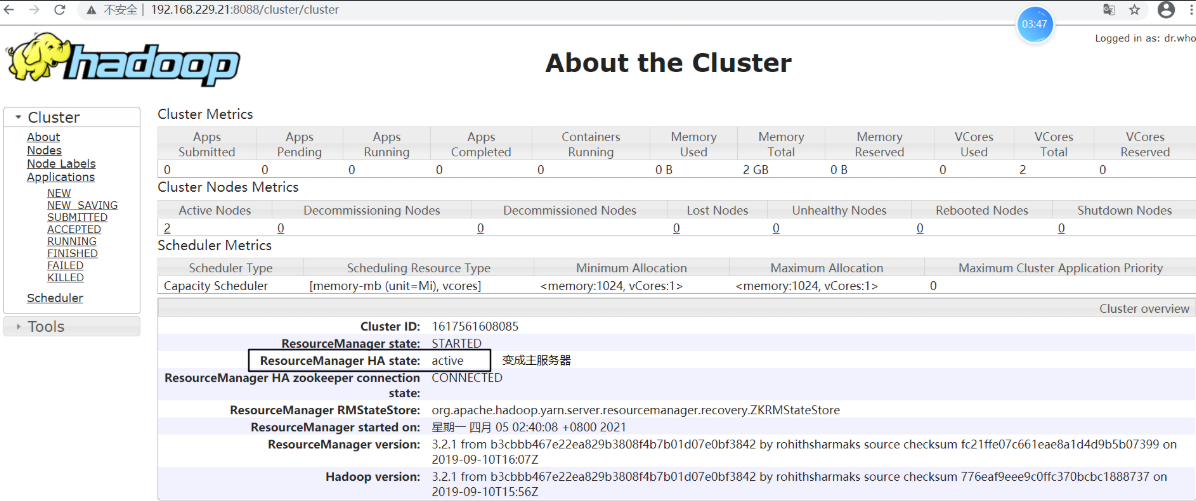 不安全 | 192.168.229.21:8088/cluster/cluster
03:47
Logged in as: dr.who
hadoop
About the Cluster
Cluster
About
Nodes
Node Labels
Applications
NEW
NEW_SAVING
SUBMITTED
ACCEPTED
RUNNING
FINISHED
FAILED
KILLED
Scheduler
Tools
Cluster Metrics
Apps Submitted Apps Pending Apps Running Apps Completed Containers Running Memory Used Memory Total Memory Reserved VCores Used VCores Total VCores Reserved
0 0 0 0 0 0 B 2 GB 0 B 0 2 0
Cluster Nodes Metrics
Active Nodes Decommissioning Nodes Decommissioned Nodes Lost Nodes Unhealthy Nodes Rebooted Nodes Shutdown Nodes
2 0 0 0 0 0 0
Scheduler Metrics
Scheduler Type Scheduling Resource Type Minimum Allocation Maximum Allocation Maximum Cluster Application Priority
Capacity Scheduler [memory-mb (unit=Mi), vcores] <memory:1024, vCores:1> <memory:1024, vCores:1> 0
Cluster overview
Cluster ID: 1617561608085
ResourceManager state: STARTED
ResourceManager HA state: active 变成主服务器
ResourceManager HA zookeeper connection state: CONNECTED
ResourceManager RMStateStore: org.apache.hadoop.yarn.server.resourcemanager.recovery.ZKRMStateStore
ResourceManager started on: 星期一 四月 05 02:40:08 +0800 2021
ResourceManager version: 3.2.1 from b3cbbb467e22ea829b3808f4b7b01d07e0bf3842 by rohithsharmaks source checksum fc21ffe07c661eae8a1d4d9b5b07399 on
2019-09-10T16:07Z
Hadoop version: 3.2.1 from b3cbbb467e22ea829b3808f4b7b01d07e0bf3842 by rohithsharmaks source checksum 776eaf9eee9c0ffc370bcbc1888737 on
2019-09-10T15:56Z